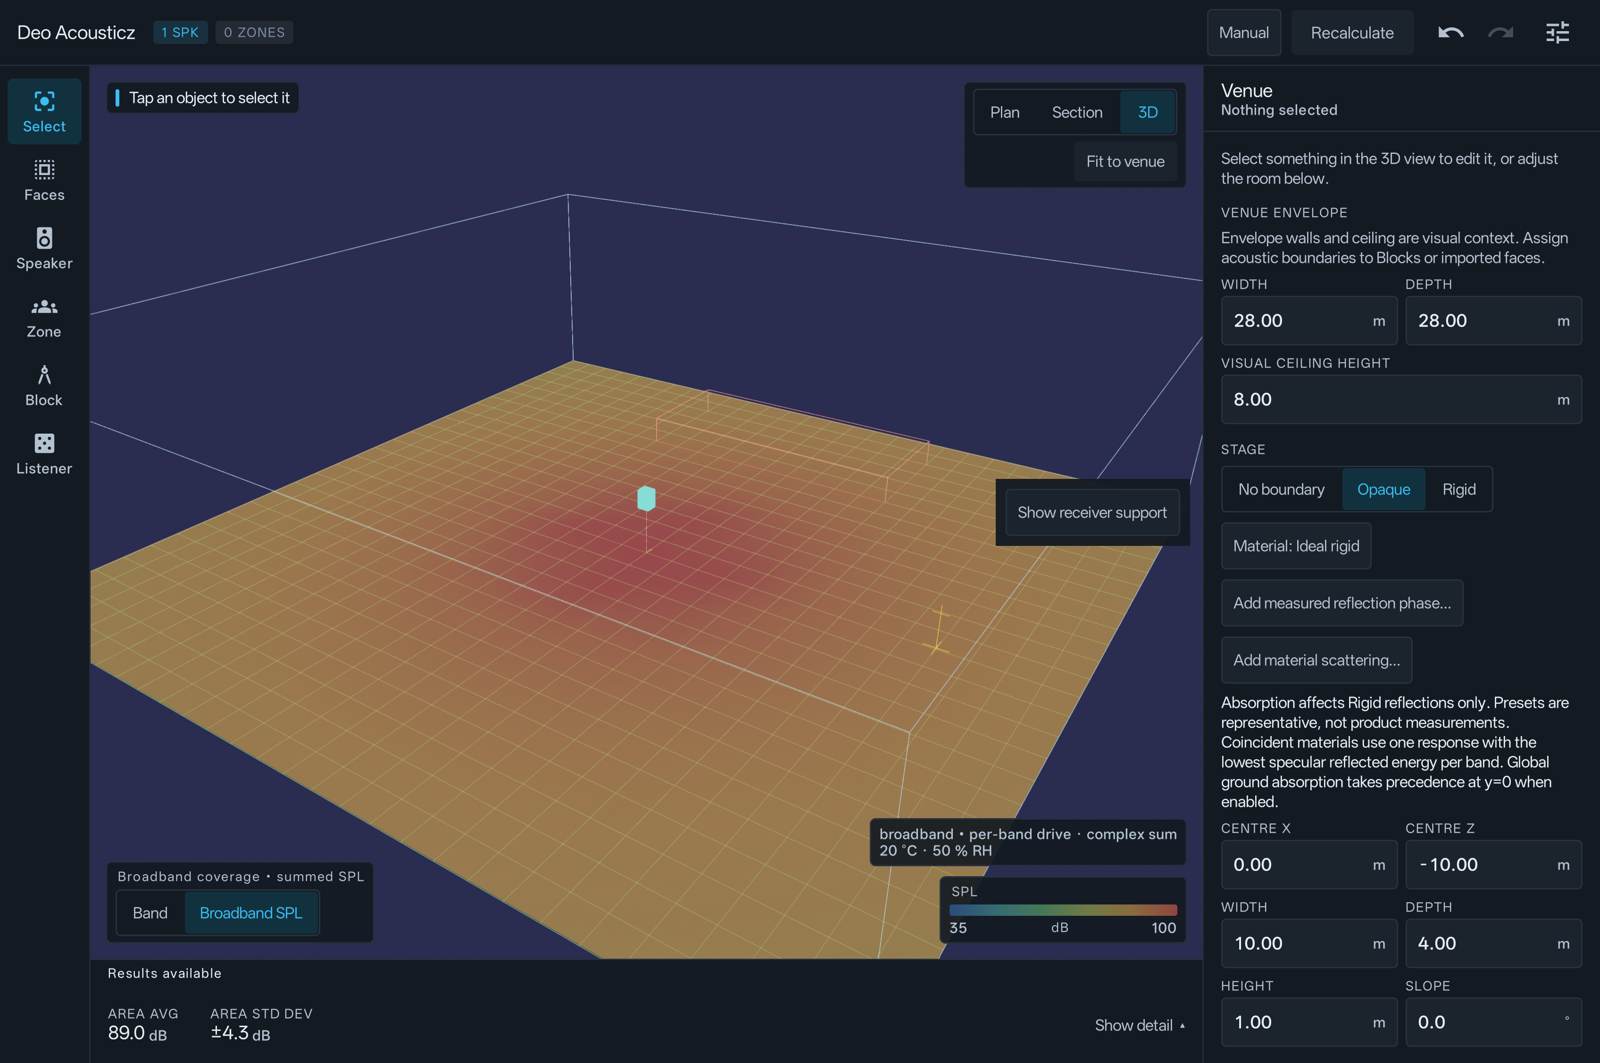 Deo Acousticz
1 SPK
0 ZONES
Manual
Recalculate
Select
Faces
Speaker
Zone
Block
Listener
Tap an object to select it
Plan
Section
3D
Fit to venue
Show receiver support
broadband • per-band drive · complex sum
20 °C · 50 % RH
SPL
35
dB
100
Broadband coverage • summed SPL
Band
Broadband SPL
Results available
AREA AVG
89.0 dB
AREA STD DEV
±4.3 dB
Show detail
Venue
Nothing selected
Select something in the 3D view to edit it, or adjust
the room below.
VENUE ENVELOPE
Envelope walls and ceiling are visual context. Assign
acoustic boundaries to Blocks or imported faces.
WIDTH
28.00 m
DEPTH
28.00 m
VISUAL CEILING HEIGHT
8.00 m
STAGE
No boundary
Opaque
Rigid
Material: Ideal rigid
Add measured reflection phase...
Add material scattering...
Absorption affects Rigid reflections only. Presets are
representative, not product measurements.
Coincident materials use one response with the
lowest specular reflected energy per band. Global
ground absorption takes precedence at y=0 when
enabled.
CENTRE X
0.00 m
CENTRE Z
-10.00 m
WIDTH
10.00 m
DEPTH
4.00 m
HEIGHT
1.00 m
SLOPE
0.0 °